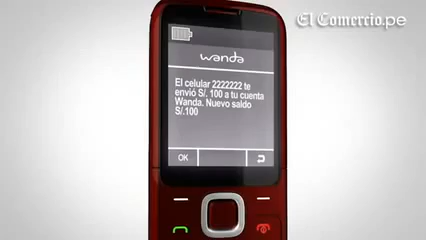 El Comercio.pe
wanda
El celular 2222222 te
envió S/. 100 a tu cuenta
Wanda. Nuevo saldo
S/.100
OK